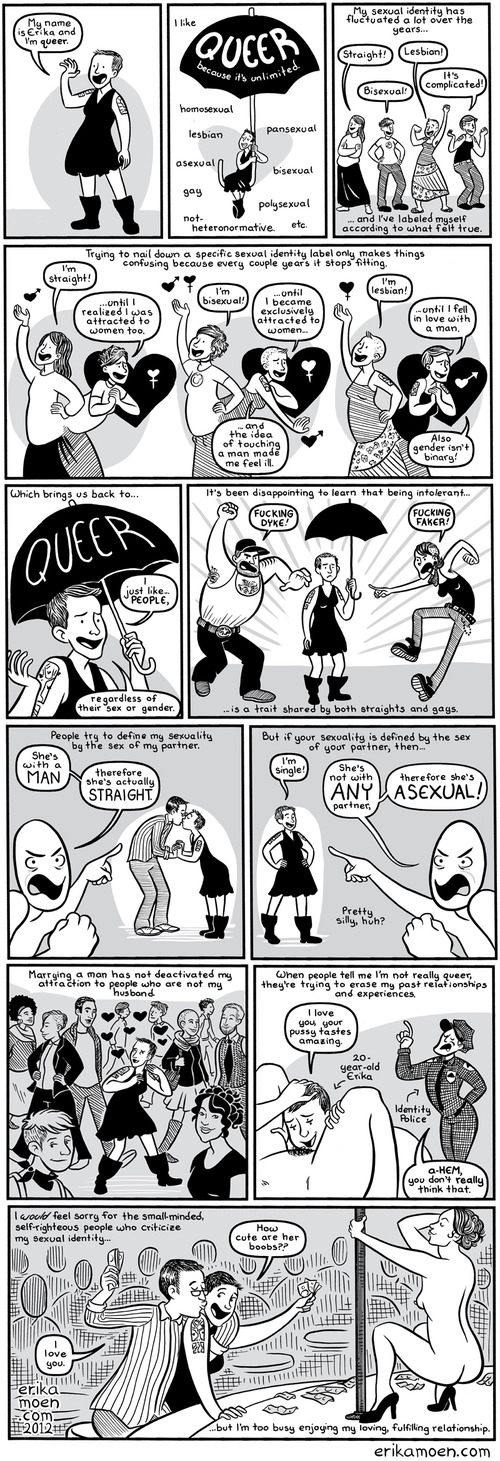 My name
is Erika and
I'm queer.
I like
QUEER
because it's unlimited.
homosexual
lesbian
pansexual
asexual
bisexual
gay
polysexual
not-
heteronormative.
etc.
My sexual identity has
fluctuated a lot over the
years...
Straight!
Lesbian!
Bisexual!
It's
complicated!
... and I've labeled myself
according to what felt true.
Trying to nail down a specific sexual identity label only makes things
confusing because every couple years it stops fitting.
I'm
straight!
...until I
realized I was
attracted to
women too.
I'm
bisexual!
...until
I became
exclusively
attracted to
women...
...and
the idea
of touching
a man made
me feel ill.
I'm
lesbian!
...until I fell
in love with
a man.
Also
gender isn't
binary!
Which brings us back to...
QUEER
I
just like...
PEOPLE,
regardless of
their sex or gender.
It's been disappointing to learn that being intolerant...
FUCKING
DYKE!
FUCKING
FAKER!
...is a trait shared by both straights and gays.
People try to define my sexuality
by the sex of my partner.
She's
with a
MAN
therefore
she's actually
STRAIGHT.
But if your sexuality is defined by the sex
of your partner, then...
I'm
single!
She's
not with
ANY
partner,
therefore she's
ASEXUAL!
Pretty
silly, huh?
Marrying a man has not deactivated my
attraction to people who are not my
husband.
When people tell me I'm not really queer,
they're trying to erase my past relationships
and experiences.
I love
you, your
pussy tastes
amazing.
20-
year-old
Erika
Identity
Police
a-HEM,
you don't really
think that.
I would feel sorry for the small-minded,
self-righteous people who criticize
my sexual identity...
How
cute are her
boobs??
I
love
you.
erika
moen
.com
2012
...but I'm too busy enjoying my loving, fulfilling relationship.
erikamoen.com